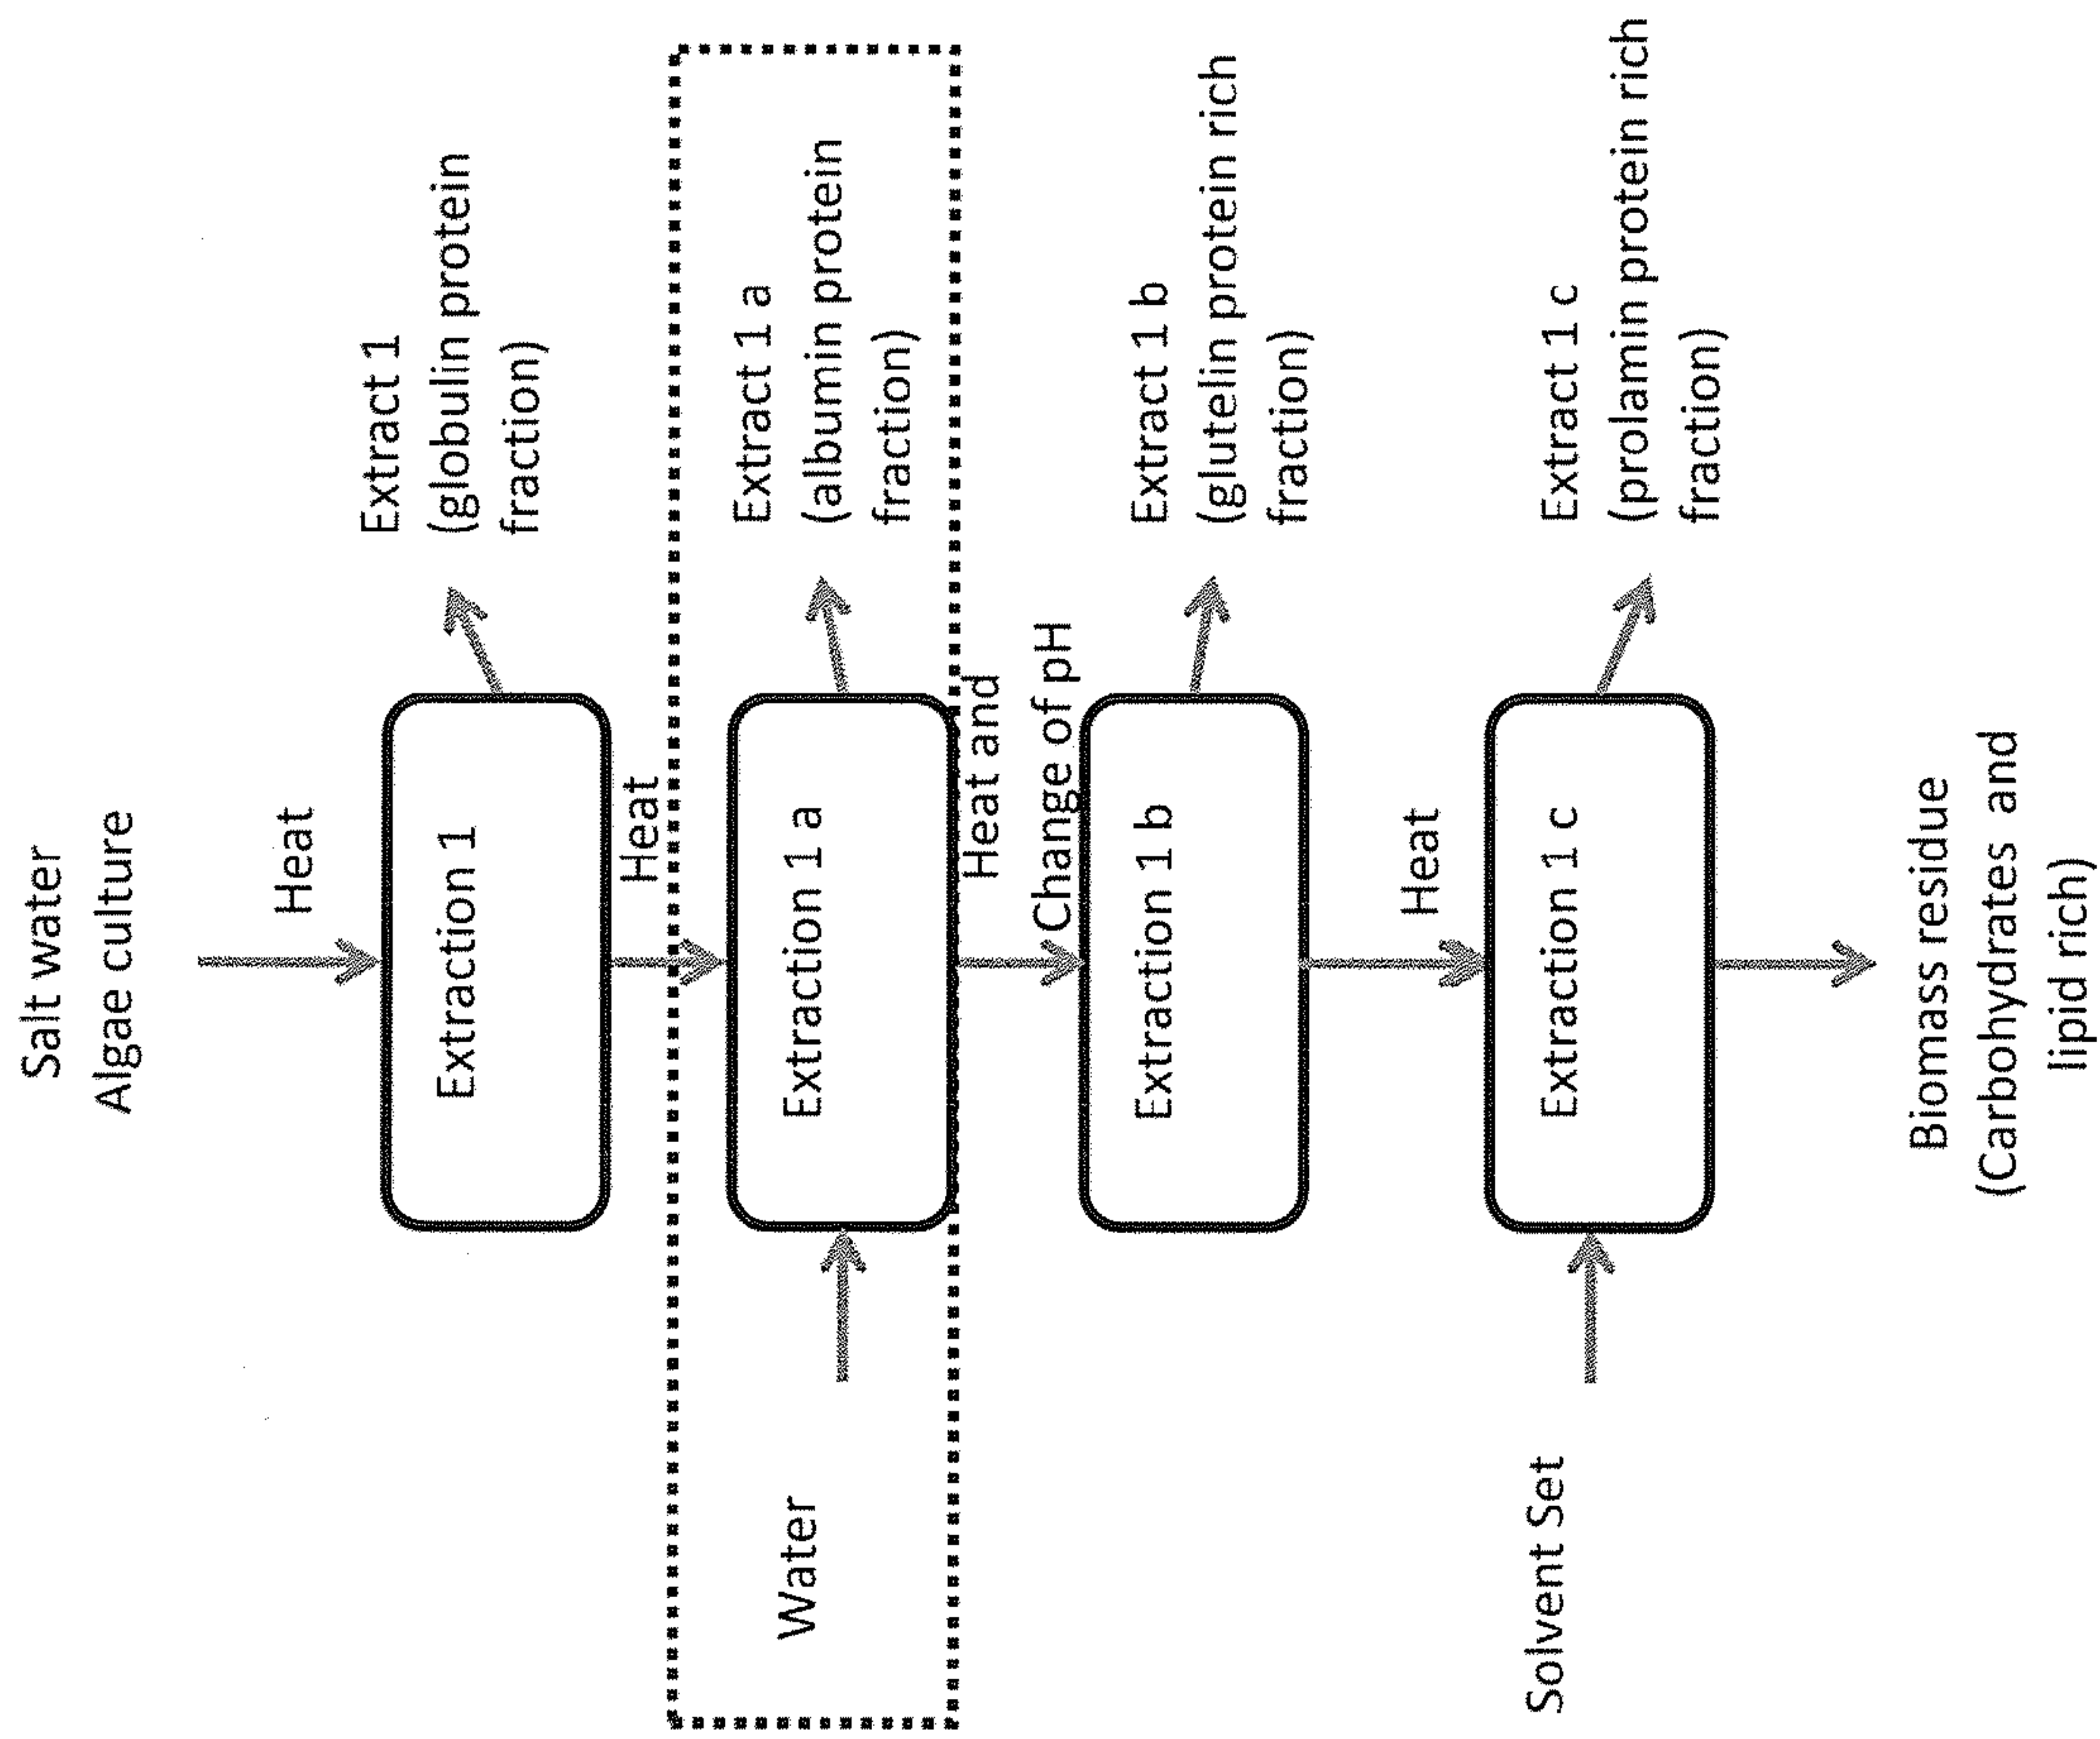 Salt water
Algae culture
Heat
Extraction 1
Extract 1
(globulin protein
fraction)
Heat
Water
Extraction 1 a
Extract 1 a
(albumin protein
fraction)
Heat and
Change of pH
Extraction 1 b
Extract 1 b
(glutelin protein rich
fraction)
Heat
Solvent Set
Extraction 1 c
Extract 1 c
(prolamin protein rich
fraction)
Biomass residue
(Carbohydrates and
lipid rich)